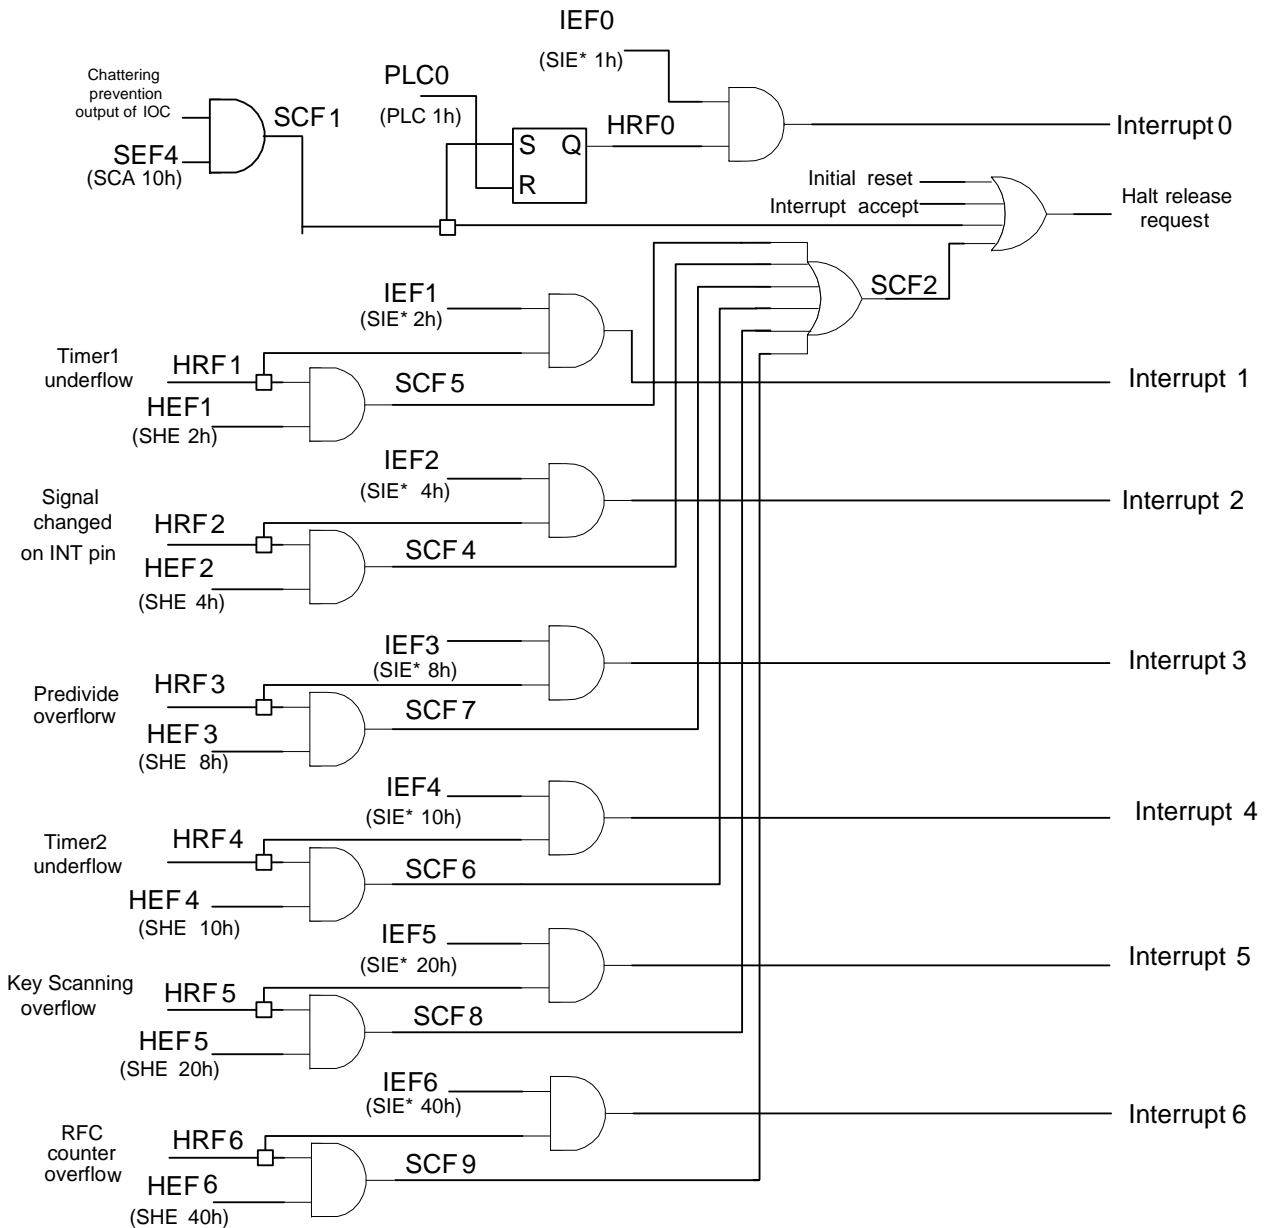 IEF0
(SIE* 1h)
Chattering
prevention
output of IOC
SCF1
SEF4
(SCA 10h)
PLC0
(PLC 1h)
S Q
R
HRF0
Interrupt 0
Initial reset
Interrupt accept
Halt release
request
SCF2
IEF1
(SIE* 2h)
Timer1
underflow
HRF1
SCF5
HEF1
(SHE 2h)
Interrupt 1
IEF2
(SIE* 4h)
Signal
changed
on INT pin
HRF2
SCF4
HEF2
(SHE 4h)
Interrupt 2
IEF3
(SIE* 8h)
Predivide
overflorw
HRF3
SCF7
HEF3
(SHE 8h)
Interrupt 3
IEF4
(SIE* 10h)
Timer2
underflow
HRF4
SCF6
HEF4
(SHE 10h)
Interrupt 4
IEF5
(SIE* 20h)
Key Scanning
overflow
HRF5
SCF8
HEF5
(SHE 20h)
Interrupt 5
IEF6
(SIE* 40h)
RFC
counter
overflow
HRF6
SCF9
HEF6
(SHE 40h)
Interrupt 6